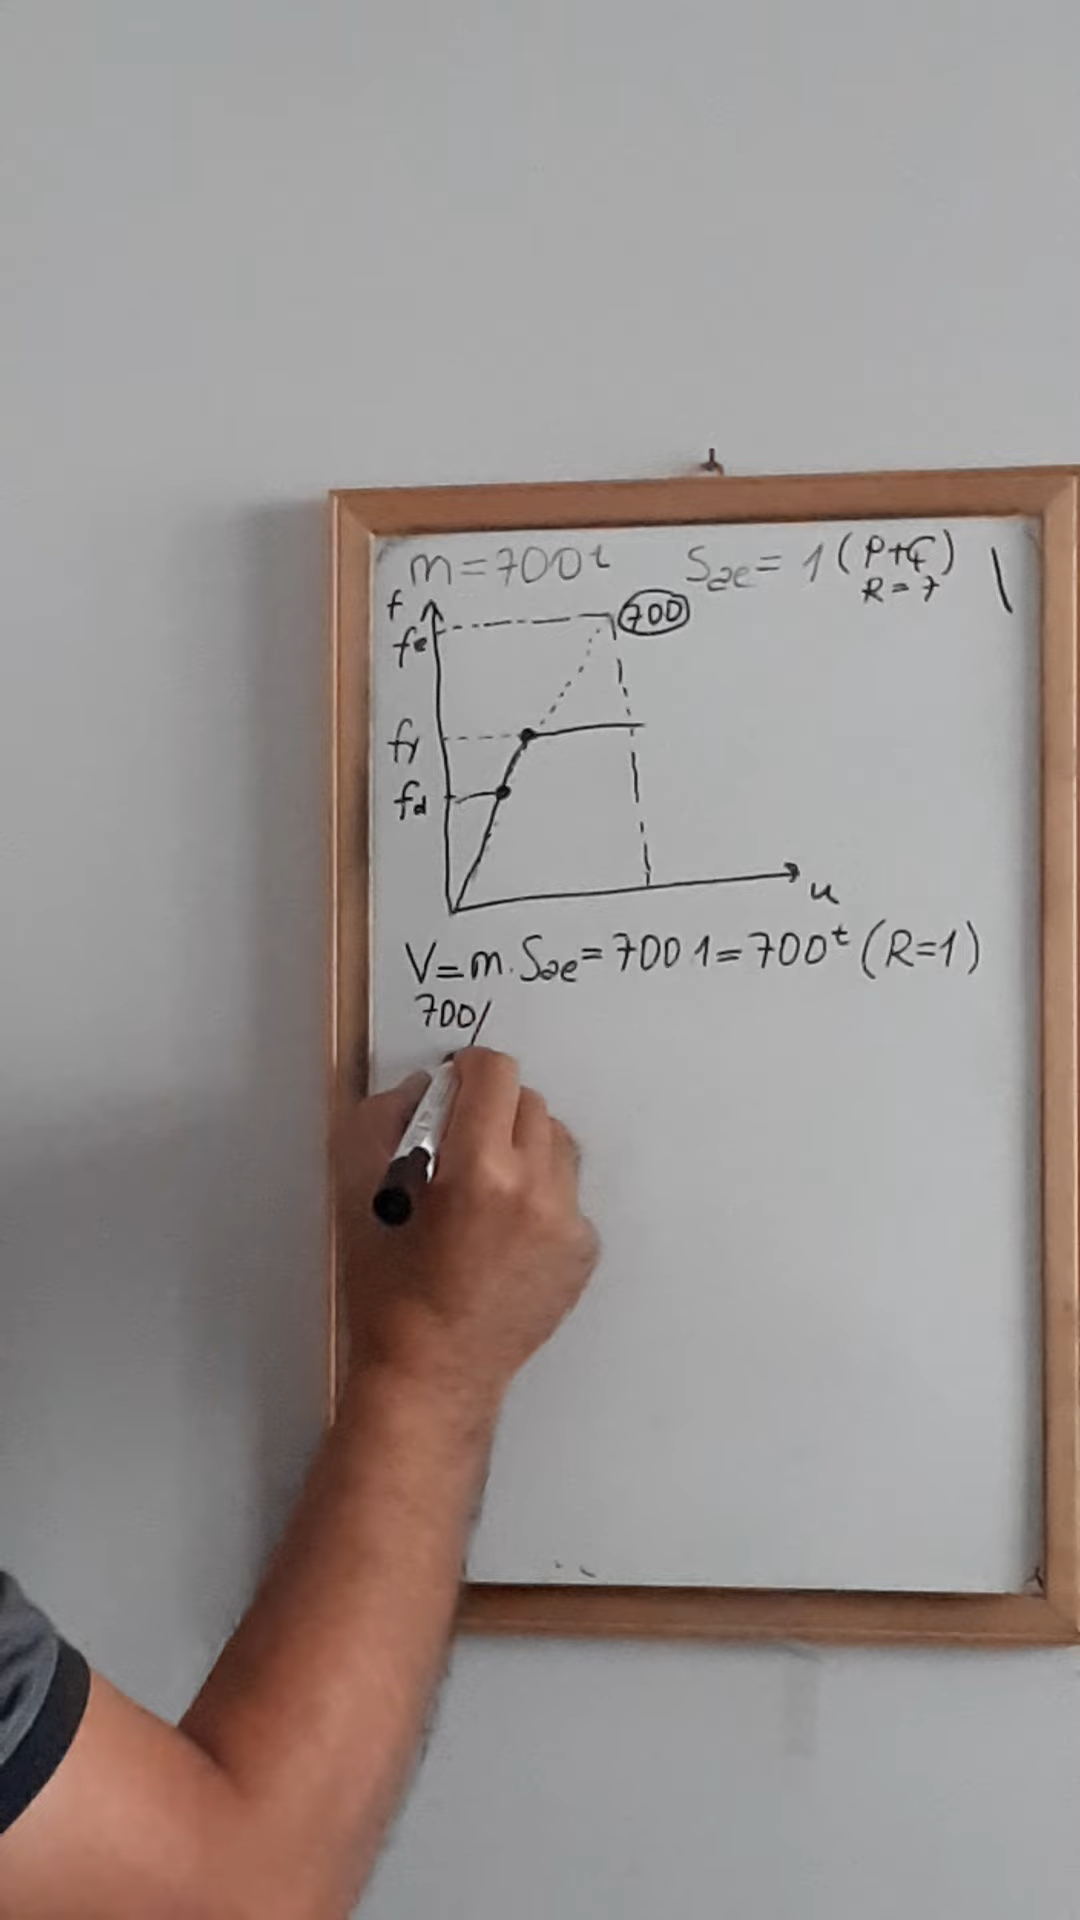 m=700t Sae=1(P+Ç)
R=7
f
fe
700
fy
fd
u
V=m.Sae=700 1=700t (R=1)
700/